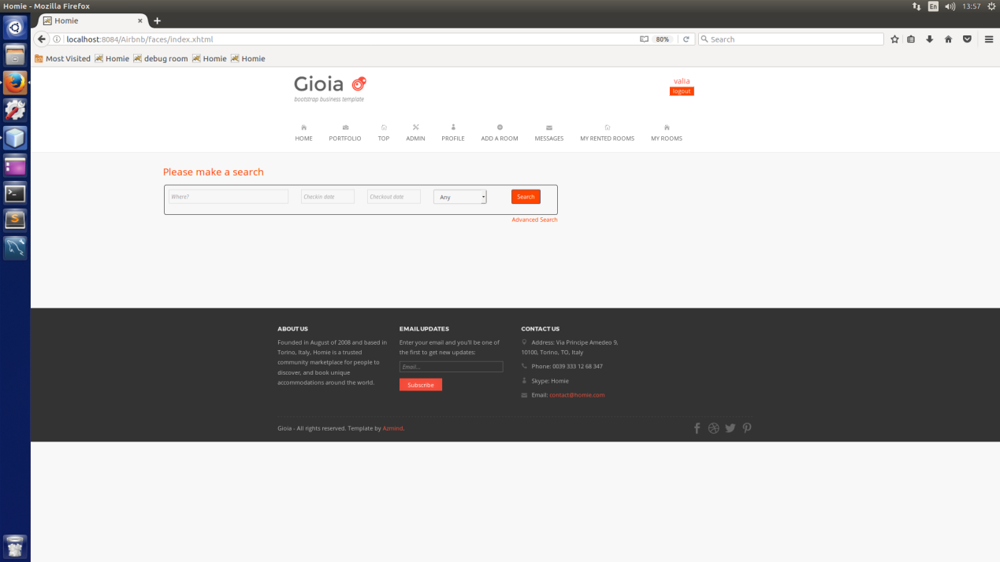 Homie - Mozilla Firefox
En
13:57
Homie
localhost:8084/Airbnb/faces/index.xhtml
80%
Search
Most Visited
Homie
debug room
Homie
Homie
Gioia
bootstrap business template
valia
logout
HOME
PORTFOLIO
TOP
ADMIN
PROFILE
ADD A ROOM
MESSAGES
MY RENTED ROOMS
MY ROOMS
Please make a search
Where?
Checkin date
Checkout date
Any
Search
Advanced Search
ABOUT US
Founded in August of 2008 and based in
Torino, Italy, Homie is a trusted
community marketplace for people to
discover, and book unique
accommodations around the world.
EMAIL UPDATES
Enter your email and you'll be one of
the first to get new updates:
Email...
Subscribe
CONTACT US
Address: Via Principe Amedeo 9,
10100, Torino, TO, Italy
Phone: 0039 333 12 68 347
Skype: Homie
Email: contact@homie.com
Gioia - All rights reserved. Template by Azmind.